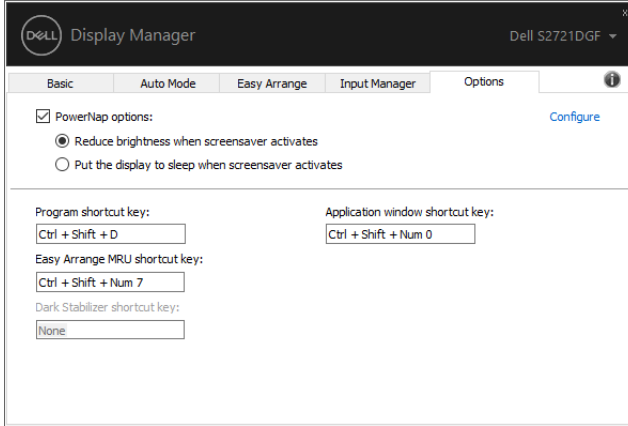 x
DELL Display Manager
Dell S2721DGF
Basic Auto Mode Easy Arrange Input Manager Options i
PowerNap options: Configure
Reduce brightness when screensaver activates
Put the display to sleep when screensaver activates
Program shortcut key: Application window shortcut key:
Ctrl + Shift + D Ctrl + Shift + Num 0
Easy Arrange MRU shortcut key:
Ctrl + Shift + Num 7
Dark Stabilizer shortcut key:
None